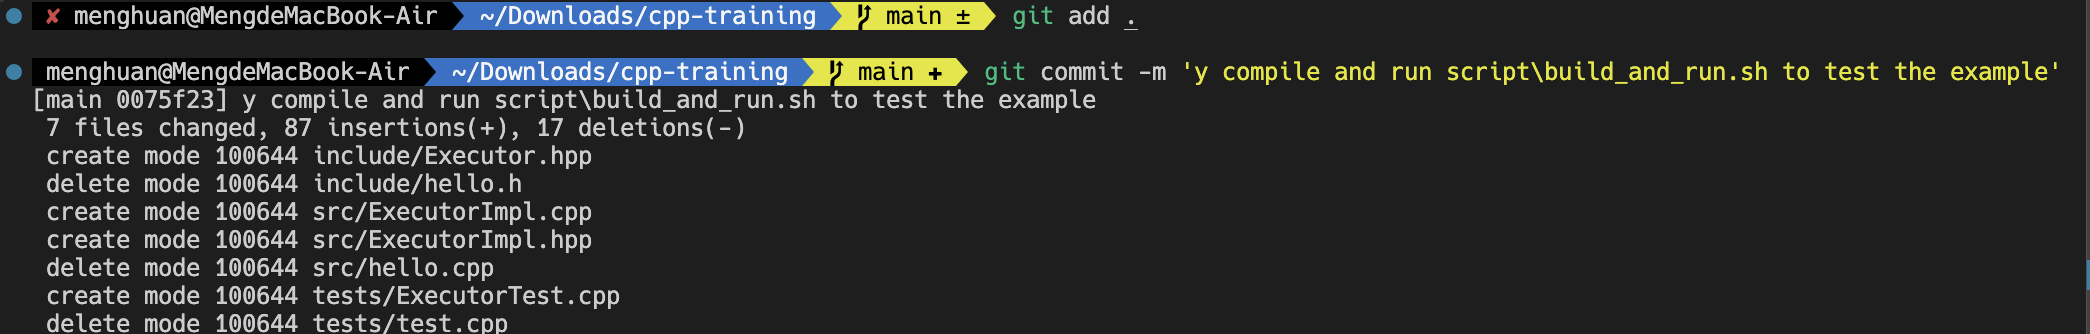 ✘ menghuan@MengdeMacBook-Air ~/Downloads/cpp-training main ± git add .
menghuan@MengdeMacBook-Air ~/Downloads/cpp-training main ✚ git commit -m 'y compile and run script\build_and_run.sh to test the example'
[main 0075f23] y compile and run script\build_and_run.sh to test the example
7 files changed, 87 insertions(+), 17 deletions(-)
create mode 100644 include/Executor.hpp
delete mode 100644 include/hello.h
create mode 100644 src/ExecutorImpl.cpp
create mode 100644 src/ExecutorImpl.hpp
delete mode 100644 src/hello.cpp
create mode 100644 tests/ExecutorTest.cpp
delete mode 100644 tests/test.cpp